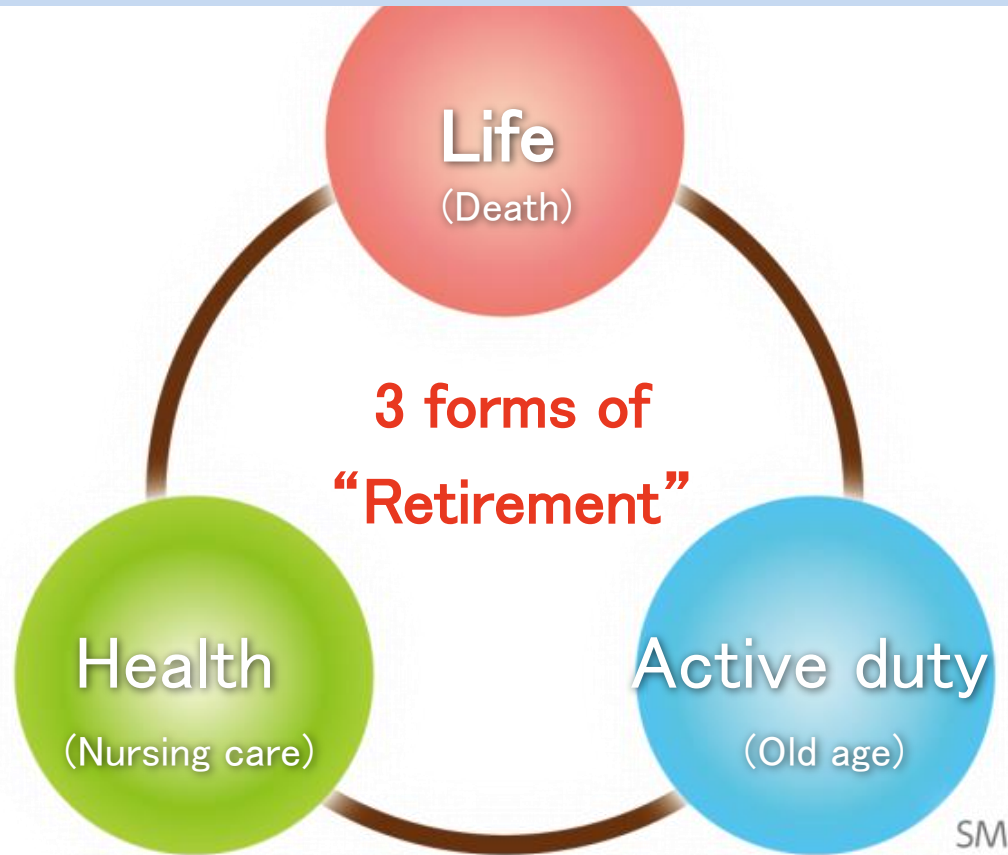 Life
(Death)
3 forms of
“Retirement”
Health
(Nursing care)
Active duty
(Old age)
SM